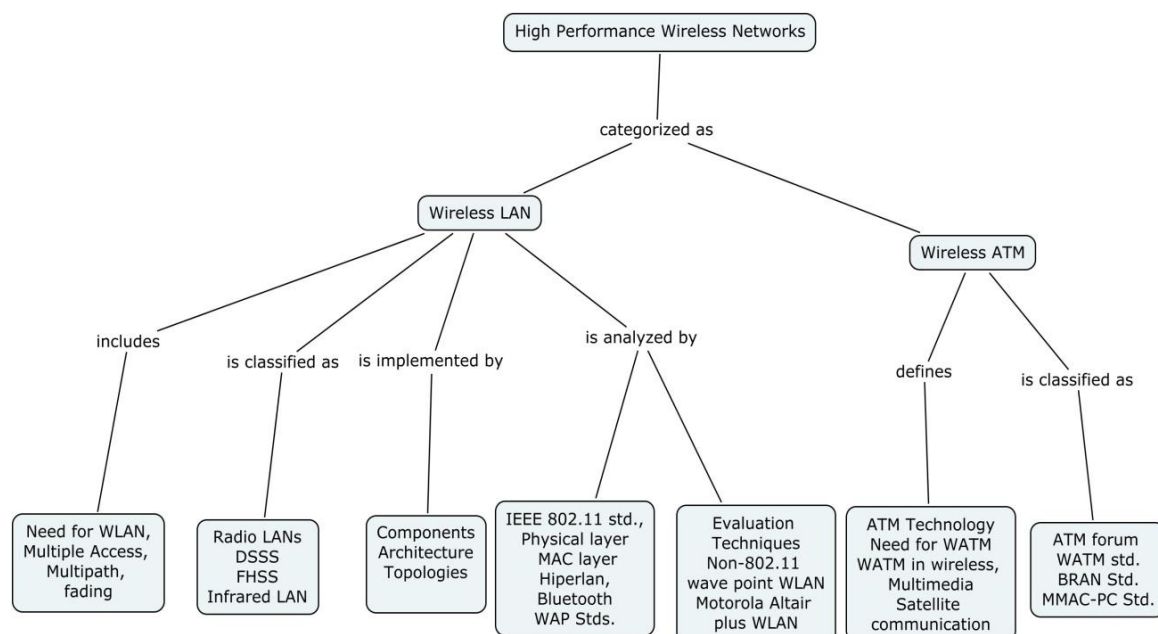 High Performance Wireless Networks
categorized as
Wireless LAN
Wireless ATM
includes
is classified as
is implemented by
is analyzed by
defines
is classified as
Need for WLAN,
Multiple Access,
Multipath,
fading
Radio LANs
DSSS
FHSS
Infrared LAN
Components
Architecture
Topologies
IEEE 802.11 std.,
Physical layer
MAC layer
Hiperlan,
Bluetooth
WAP Stds.
Evaluation
Techniques
Non-802.11
wave point WLAN
Motorola Altair
plus WLAN
ATM Technology
Need for WATM
WATM in wireless,
Multimedia
Satellite
communication
ATM forum
WATM std.
BRAN Std.
MMAC-PC Std.